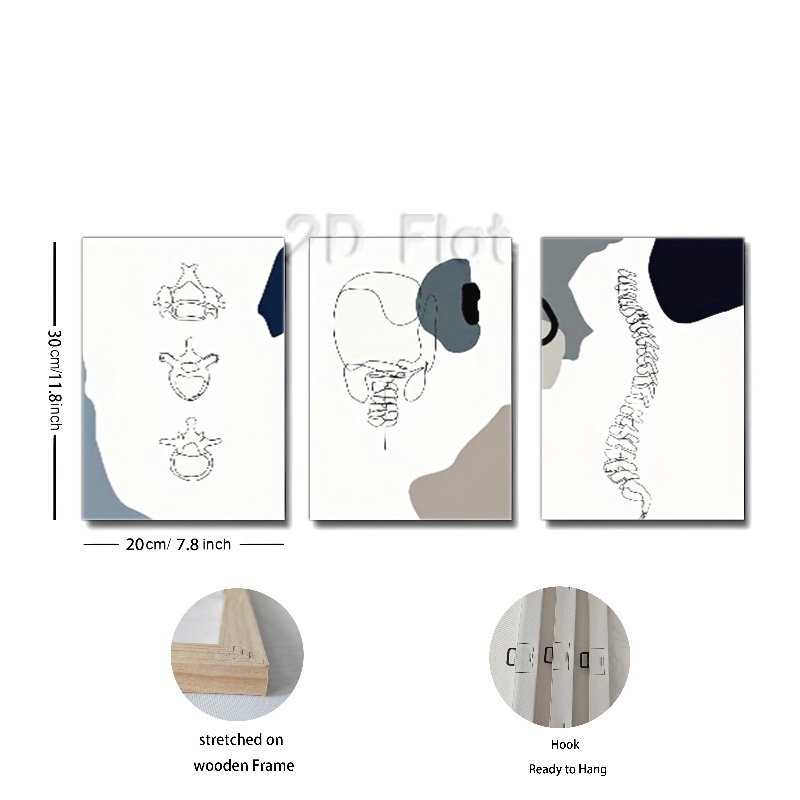 2D Flat
30cm/11.8inch
20cm/ 7.8 inch
stretched on
wooden Frame
Hook
Ready to Hang